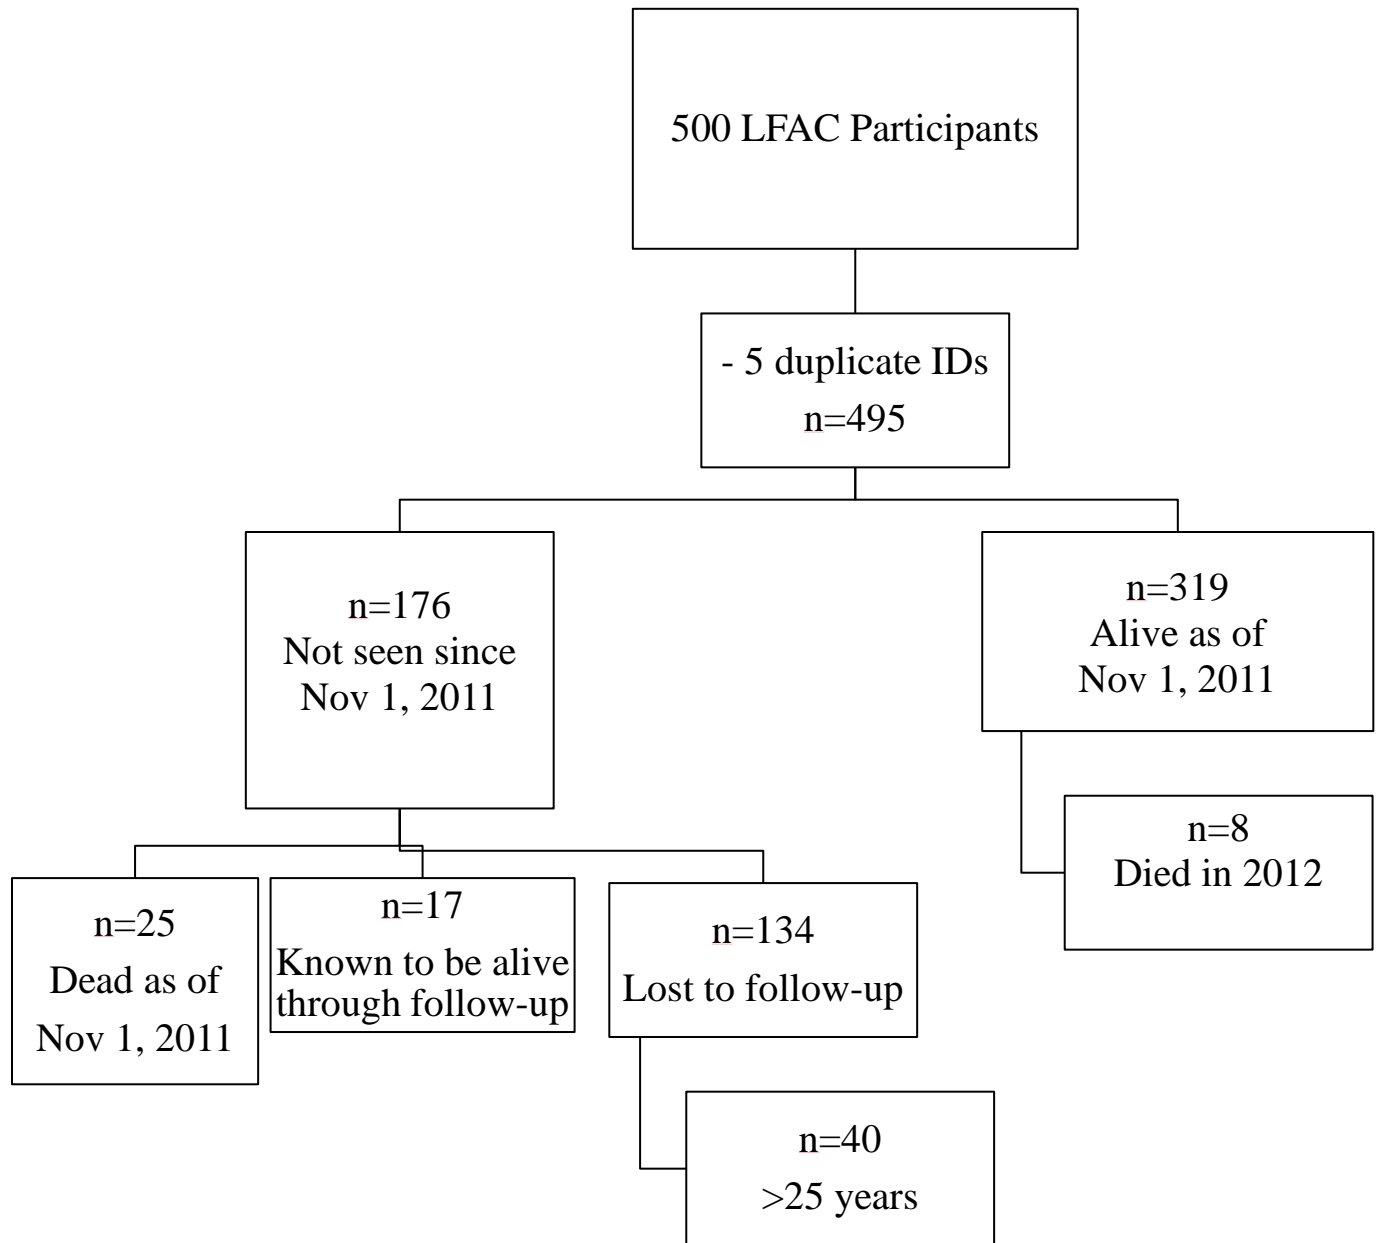 500 LFAC Participants
- 5 duplicate IDs
n=495
n=176
Not seen since
Nov 1, 2011
n=319
Alive as of
Nov 1, 2011
n=8
Died in 2012
n=25
Dead as of
Nov 1, 2011
n=17
Known to be alive
through follow-up
n=134
Lost to follow-up
n=40
>25 years